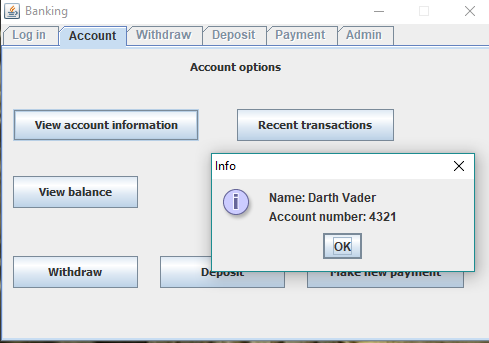 Banking
Log in Account Withdraw Deposit Payment Admin
Account options
View account information Recent transactions
Info
View balance
Name: Darth Vader
Account number: 4321
OK
Withdraw Deposit Make new payment